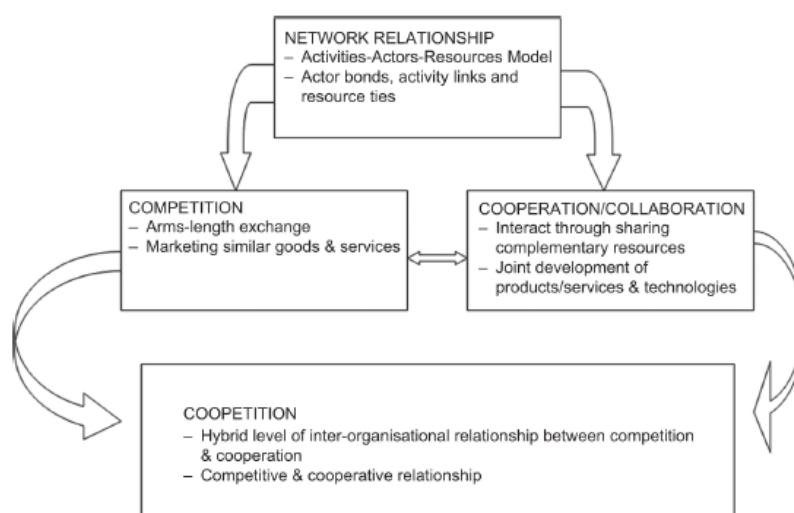 NETWORK RELATIONSHIP
– Activities-Actors-Resources Model
– Actor bonds, activity links and
resource ties
COMPETITION
– Arms-length exchange
– Marketing similar goods & services
COOPERATION/COLLABORATION
– Interact through sharing
complementary resources
– Joint development of
products/services & technologies
COOPETITION
– Hybrid level of inter-organisational relationship between competition
& cooperation
– Competitive & cooperative relationship